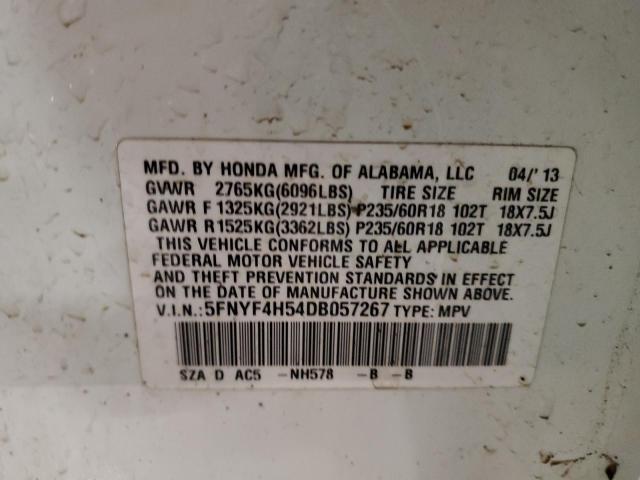 MFD. BY HONDA MFG. OF ALABAMA, LLC 04/'13
GVWR 2765KG(6096LBS) TIRE SIZE RIM SIZE
GAWR F 1325KG(2921LBS) P235/60R18 102T 18X7.5J
GAWR R 1525KG(3362LBS) P235/60R18 102T 18X7.5J
THIS VEHICLE CONFORMS TO ALL APPLICABLE
FEDERAL MOTOR VEHICLE SAFETY
AND THEFT PREVENTION STANDARDS IN EFFECT
ON THE DATE OF MANUFACTURE SHOWN ABOVE.
V.I.N.: 5FNYF4H54DB057267 TYPE: MPV
SZA D AC5 -NH578 -B -B